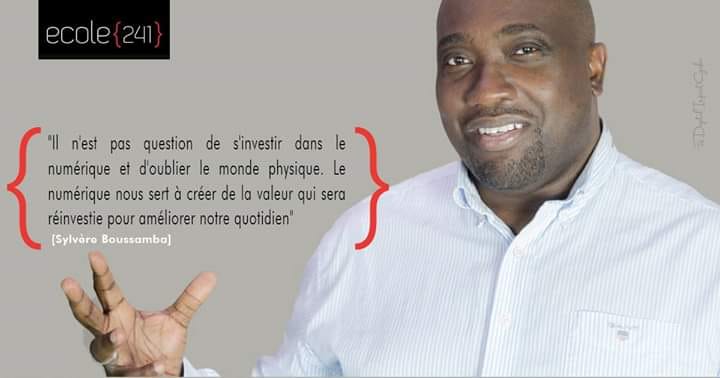 ecole{241}
"Il n'est pas question de s'investir dans le
numérique et d'oublier le monde physique. Le
numérique nous sert à créer de la valeur qui sera
réinvestie pour améliorer notre quotidien"
[Sylvère Boussamba]